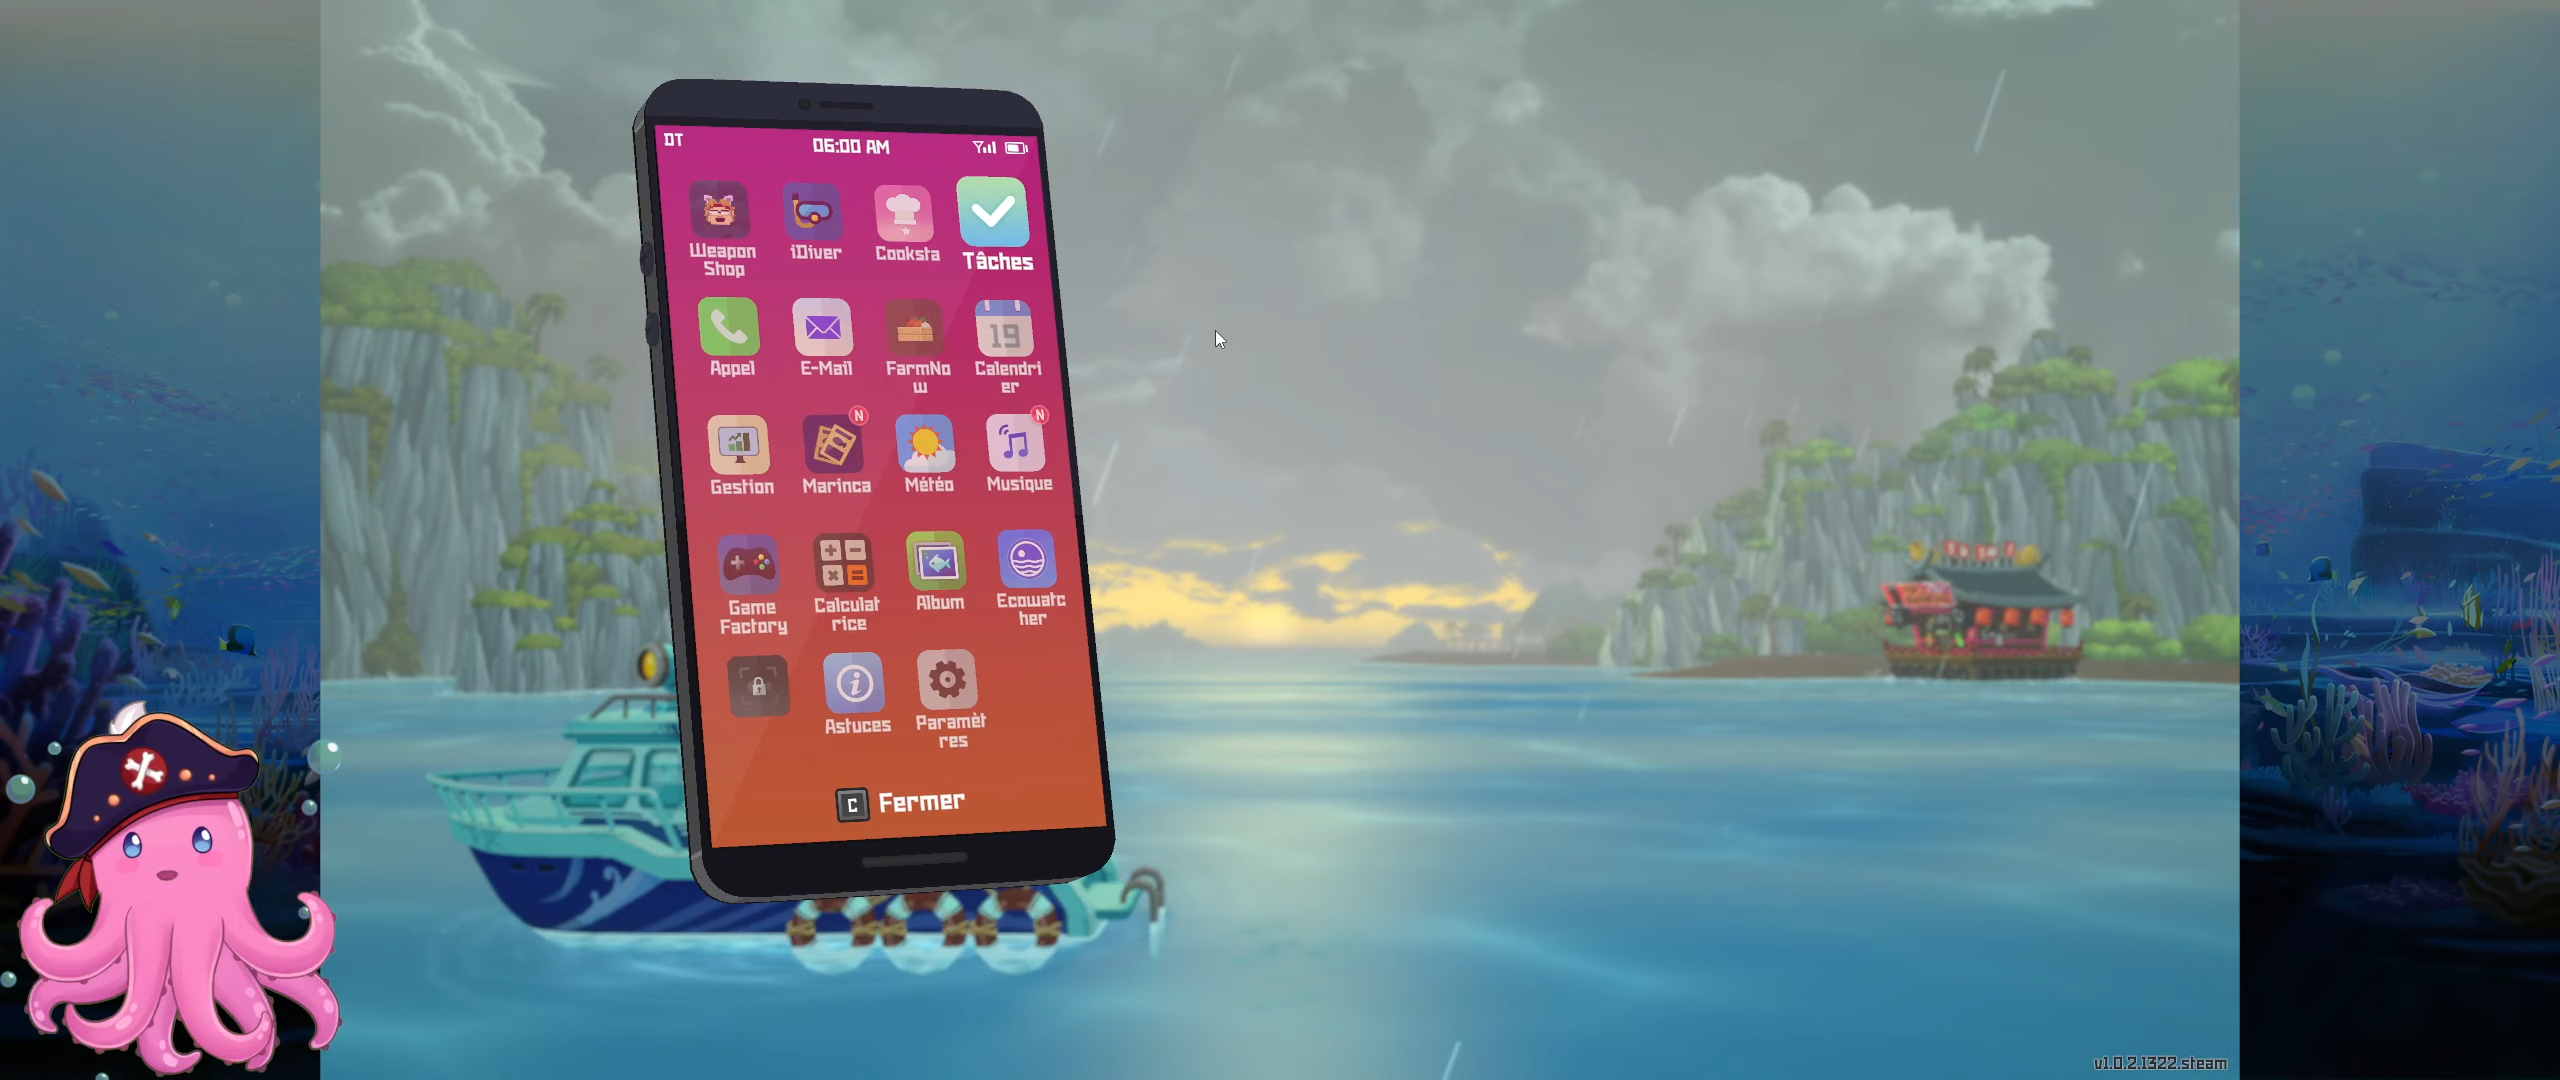 DT
06:00 AM
Weapon
Shop
iDiver
Cooksta
Tâches
Appel
E-Mail
FarmNo
w
Calendri
er
19
Gestion
Marinca
N
Météo
Musique
N
Game
Factory
Calculat
rice
Album
Ecowatc
her
Astuces
Paramèt
res
C Fermer
v1.0.2.1322.steam